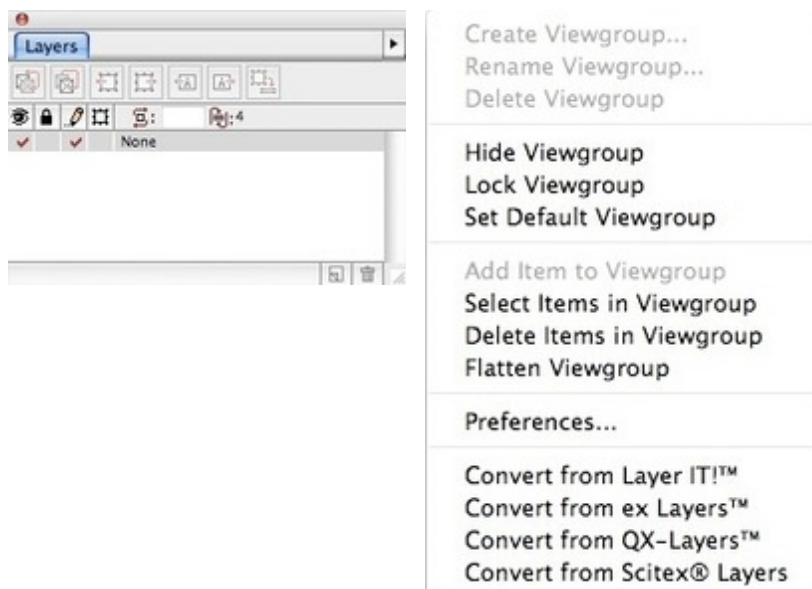 Layers
:4
None
Create Viewgroup...
Rename Viewgroup...
Delete Viewgroup
Hide Viewgroup
Lock Viewgroup
Set Default Viewgroup
Add Item to Viewgroup
Select Items in Viewgroup
Delete Items in Viewgroup
Flatten Viewgroup
Preferences...
Convert from Layer IT!™
Convert from ex Layers™
Convert from QX-Layers™
Convert from Scitex® Layers